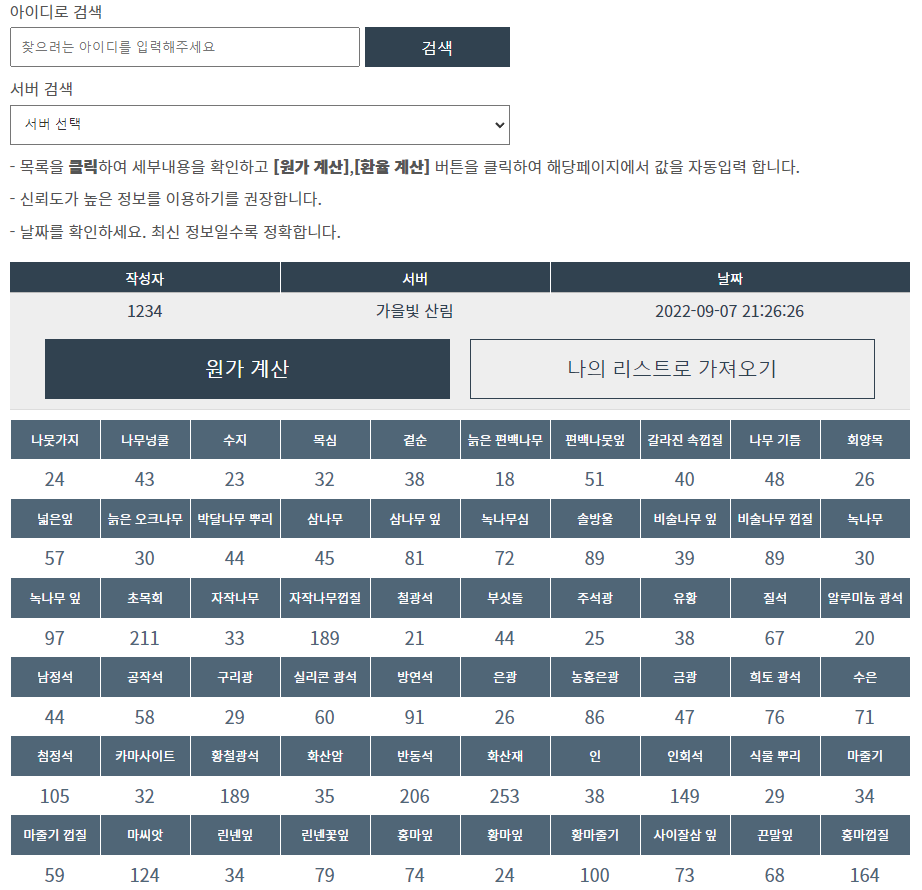 아이디로 검색
찾으려는 아이디를 입력해주세요 검색
서버 검색
서버 선택
- 목록을 클릭하여 세부내용을 확인하고 [원가 계산],[환율 계산] 버튼을 클릭하여 해당페이지에서 값을 자동입력 합니다.
- 신뢰도가 높은 정보를 이용하기를 권장합니다.
- 날짜를 확인하세요. 최신 정보일수록 정확합니다.
작성자 서버 날짜
1234 가을빛 산림 2022-09-07 21:26:26
원가 계산 나의 리스트로 가져오기
나뭇가지 나무넝쿨 수지 목심 곁순 늙은 편백나무 편백나뭇잎 갈라진 속껍질 나무 기름 회양목
24 43 23 32 38 18 51 40 48 26
넓은잎 늙은 오크나무 박달나무 뿌리 삼나무 삼나무 잎 녹나무심 솔방울 비술나무 잎 비술나무 껍질 녹나무
57 30 44 45 81 72 89 39 89 30
녹나무 잎 초목회 자작나무 자작나무껍질 철광석 부싯돌 주석광 유황 질석 알루미늄 광석
97 211 33 189 21 44 25 38 67 20
남정석 공작석 구리광 실리콘 광석 방연석 은광 농홍은광 금광 희토 광석 수은
44 58 29 60 91 26 86 47 76 71
첨정석 카마사이트 황철광석 화산암 반동석 화산재 인 인회석 식물 뿌리 마줄기
105 32 189 35 206 253 38 149 29 34
마줄기 껍질 마씨앗 린넨잎 린넨꽃잎 홍마잎 황마잎 황마줄기 사이잘삼 잎 끈말잎 홍마껍질
59 124 34 79 74 24 100 73 68 164